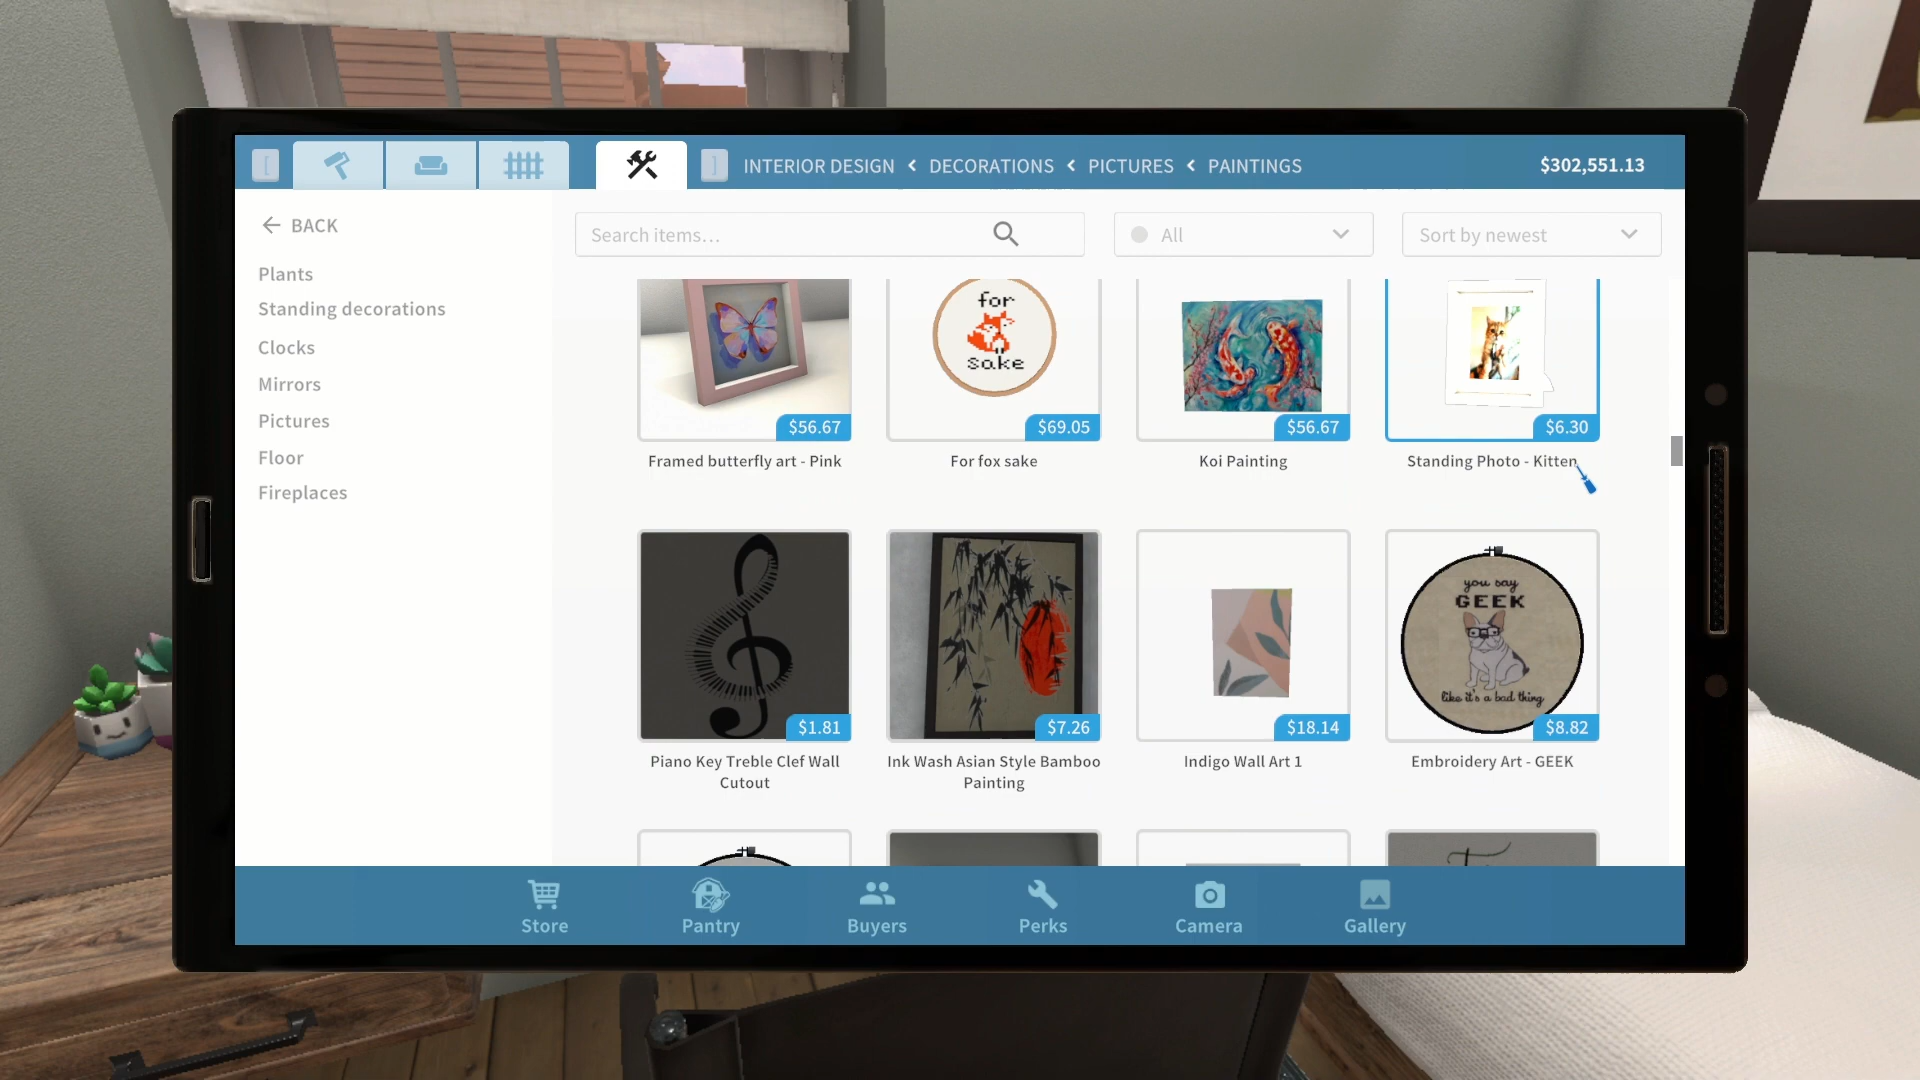 INTERIOR DESIGN < DECORATIONS < PICTURES < PAINTINGS
$302,551.13
BACK
Plants
Standing decorations
Clocks
Mirrors
Pictures
Floor
Fireplaces
Search items...
All
Sort by newest
for
sake
$56.67
$69.05
$56.67
$6.30
Framed butterfly art - Pink
For fox sake
Koi Painting
Standing Photo - Kitten
you say
GEEK
like it's a bad thing
$1.81
$7.26
$18.14
$8.82
Piano Key Treble Clef Wall
Cutout
Ink Wash Asian Style Bamboo
Painting
Indigo Wall Art 1
Embroidery Art - GEEK
Store
Pantry
Buyers
Perks
Camera
Gallery